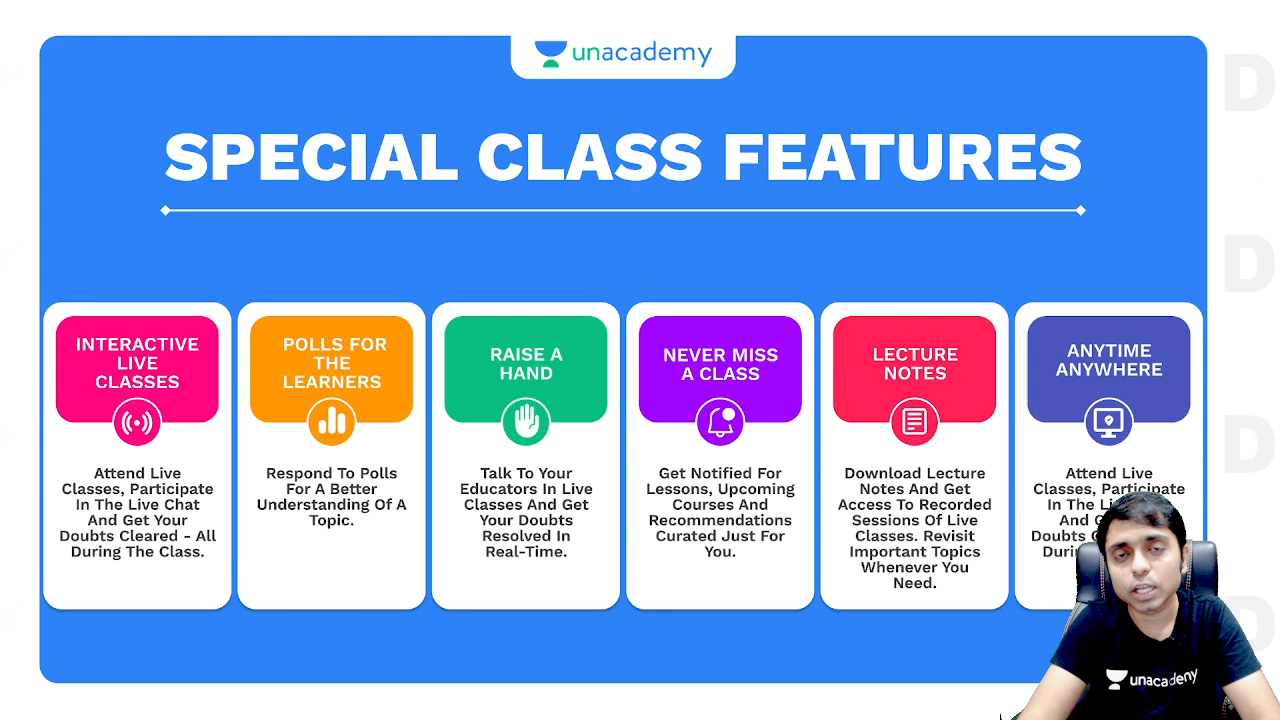 unacademy
SPECIAL CLASS FEATURES
INTERACTIVE
LIVE
CLASSES
Attend Live
Classes, Participate
In The Live Chat
And Get Your
Doubts Cleared - All
During The Class.
POLLS FOR
THE
LEARNERS
Respond To Polls
For A Better
Understanding Of A
Topic.
RAISE A
HAND
Talk To Your
Educators In Live
Classes And Get
Your Doubts
Resolved In
Real-Time.
NEVER MISS
A CLASS
Get Notified For
Lessons, Upcoming
Courses And
Recommendations
Curated Just For
You.
LECTURE
NOTES
Download Lecture
Notes And Get
Access To Recorded
Sessions Of Live
Classes. Revisit
Important Topics
Whenever You
Need.
ANYTIME
ANYWHERE
Attend Live
Classes, Participate
In The
And
Doubts
D
D
D
D
unacademy